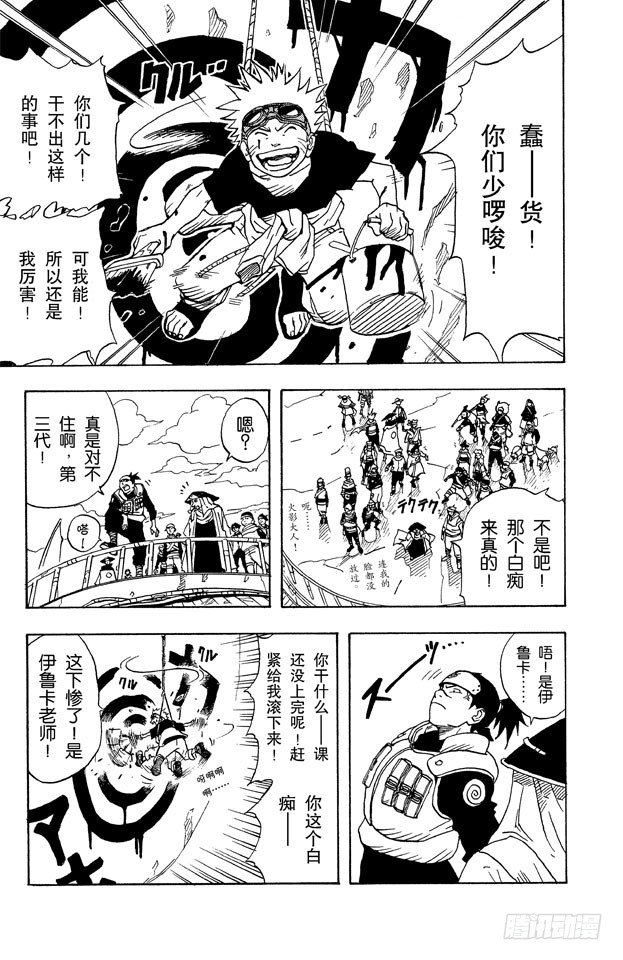 蠢——货！
你们少啰唆！
クルッ
クル
你们几个！
干不出这样
的事吧！
可我能！
所以还是
我厉害！
不是吧！
那个白痴
来真的！
テクテク
呃……
火影大人！
连我的
脸都没
放过。
嗯？
真是对不
住啊，第
三代！
嗒！
唔！是伊
鲁卡……
スーッ
你干什么——课
还没上完呢！赶
紧给我滚下来！
你这个白
痴——
这下惨了！是
伊鲁卡老师！
啊啊啊
啊……
腾讯动漫